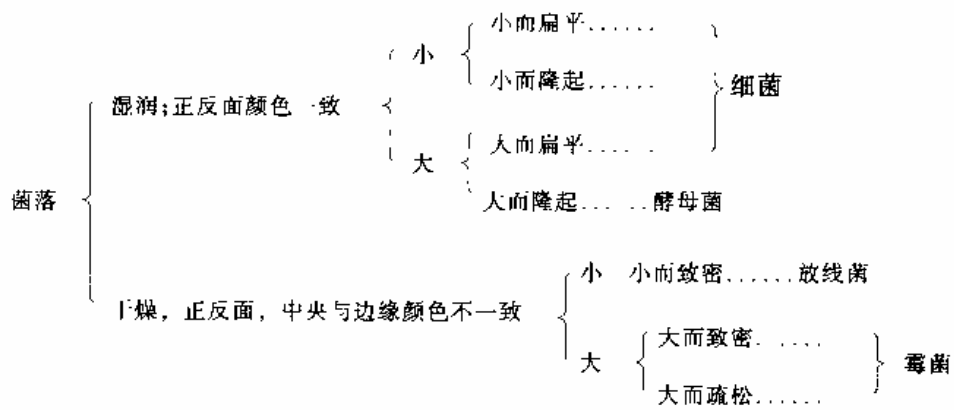 小而扁平......
小 小而隆起...... 细菌
湿润;正反面颜色一致
大 大而扁平......
菌落 大而隆起...... 酵母菌
小 小而致密...... 放线菌
干燥，正反面，中央与边缘颜色不一致
大而致密.......
大 霉菌
大而疏松......